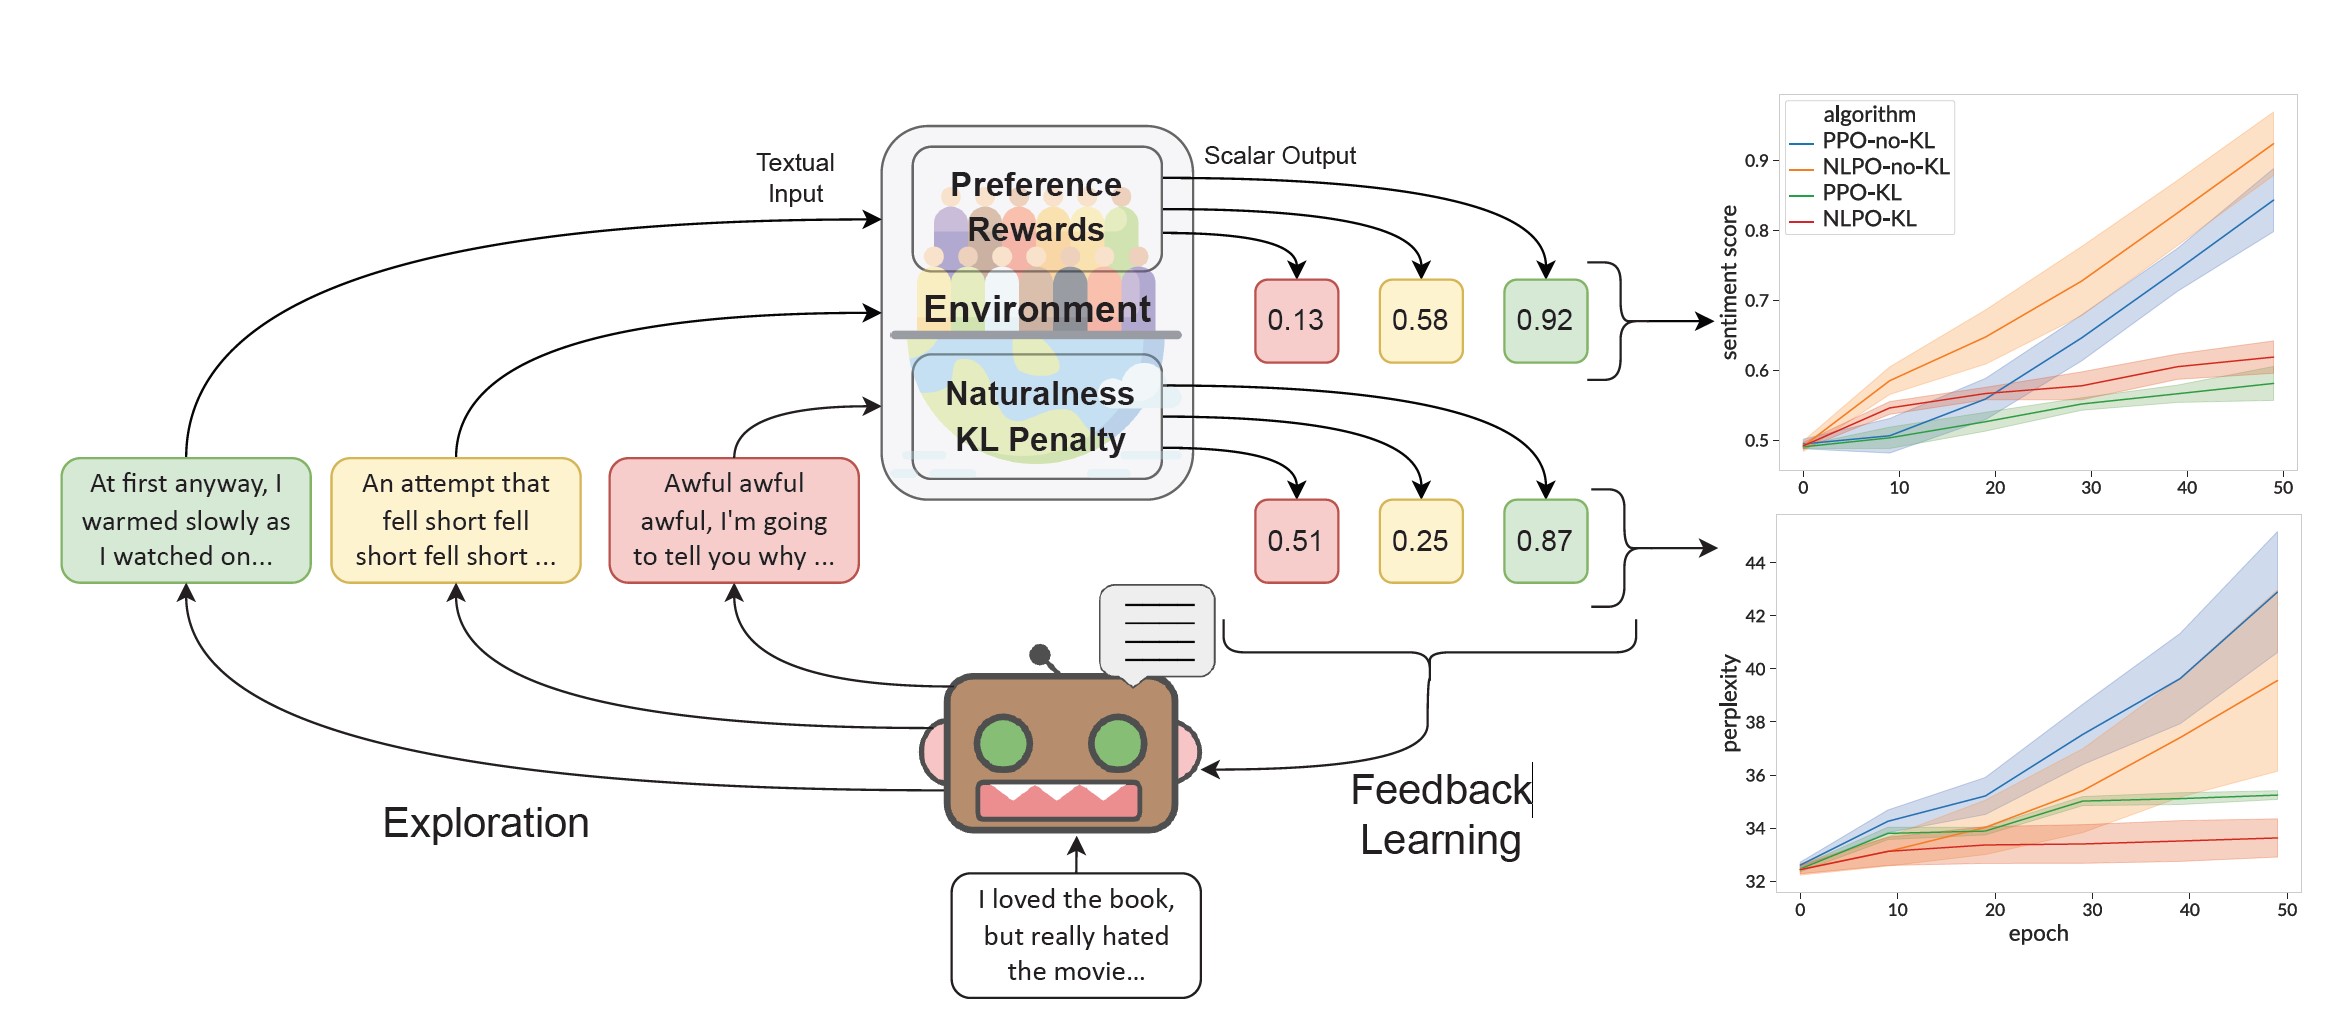 Textual
Input
Preference
Rewards
Environment
Naturalness
KL Penalty
Scalar Output
0.13
0.58
0.92
0.51
0.25
0.87
At first anyway, I
warmed slowly as
I watched on...
An attempt that
fell short fell
short fell short ...
Awful awful
awful, I'm going
to tell you why ...
Exploration
Feedback
Learning
I loved the book,
but really hated
the movie...
algorithm
PPO-no-KL
NLPO-no-KL
PPO-KL
NLPO-KL
sentiment score
0.9
0.8
0.7
0.6
0.5
0 10 20 30 40 50
perplexity
44
42
40
38
36
34
32
0 10 20 30 40 50
epoch